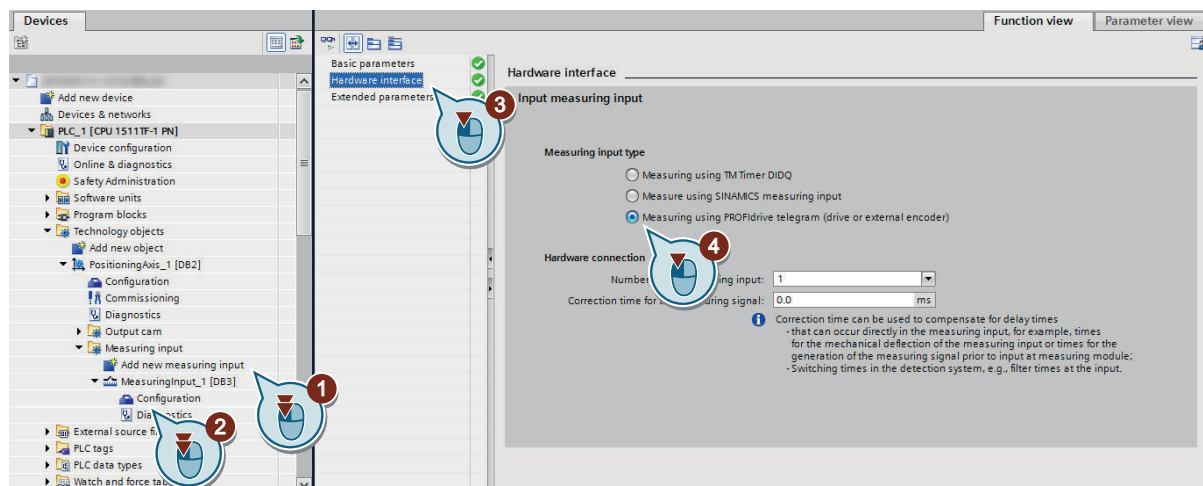 Devices
Add new device
Devices & networks
PLC_1 [CPU 1511TF-1 PN]
Device configuration
Online & diagnostics
Safety Administration
Software units
Program blocks
Technology objects
Add new object
PositioningAxis_1 [DB2]
Configuration
Commissioning
Diagnostics
Output cam
Measuring input
Add new measuring input
MeasuringInput_1 [DB3]
Configuration
External source
PLC tags
PLC data types
Watch and force
1
2
Basic parameters
Hardware interface
Extended parameters
3
Function view
Parameter view
Hardware interface
Input measuring input
Measuring input type
Measuring using TM Timer DIDQ
Measure using SINAMICS measuring input
Measuring using PROFIdrive telegram (drive or external encoder)
4
Hardware connection
Number input: 1
Correction time for signal: 0.0 ms
Correction time can be used to compensate for delay times
- that can occur directly in the measuring input, for example, times
for the mechanical deflection of the measuring input or times for the
generation of the measuring signal prior to input at measuring module;
- Switching times in the detection system, e.g., filter times at the input.